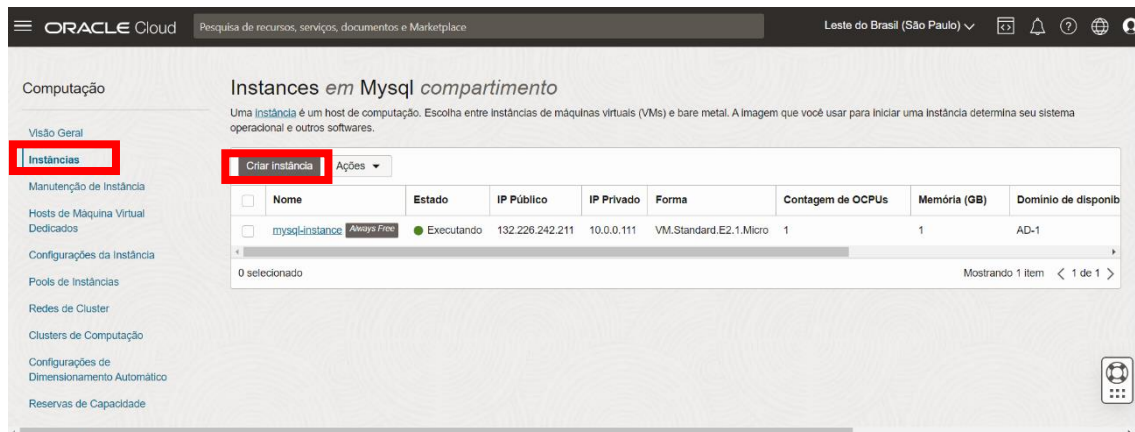 ORACLE Cloud
Pesquisa de recursos, serviços, documentos e Marketplace
Leste do Brasil (São Paulo)
Computação
Visão Geral
Instâncias
Manutenção de Instância
Hosts de Máquina Virtual
Dedicados
Configurações da Instância
Pools de Instâncias
Redes de Cluster
Clusters de Computação
Configurações de
Dimensionamento Automático
Reservas de Capacidade
Instances em Mysql compartimento
Uma instância é um host de computação. Escolha entre instâncias de máquinas virtuais (VMs) e bare metal. A imagem que você usar para iniciar uma instância determina seu sistema
operacional e outros softwares.
Criar instância Ações
Nome Estado IP Público IP Privado Forma Contagem de OCPUs Memória (GB) Domínio de disponib
mysql-instance Always Free Executando 132.226.242.211 10.0.0.111 VM.Standard.E2.1.Micro 1 1 AD-1
0 selecionado Mostrando 1 item < 1 de 1 >